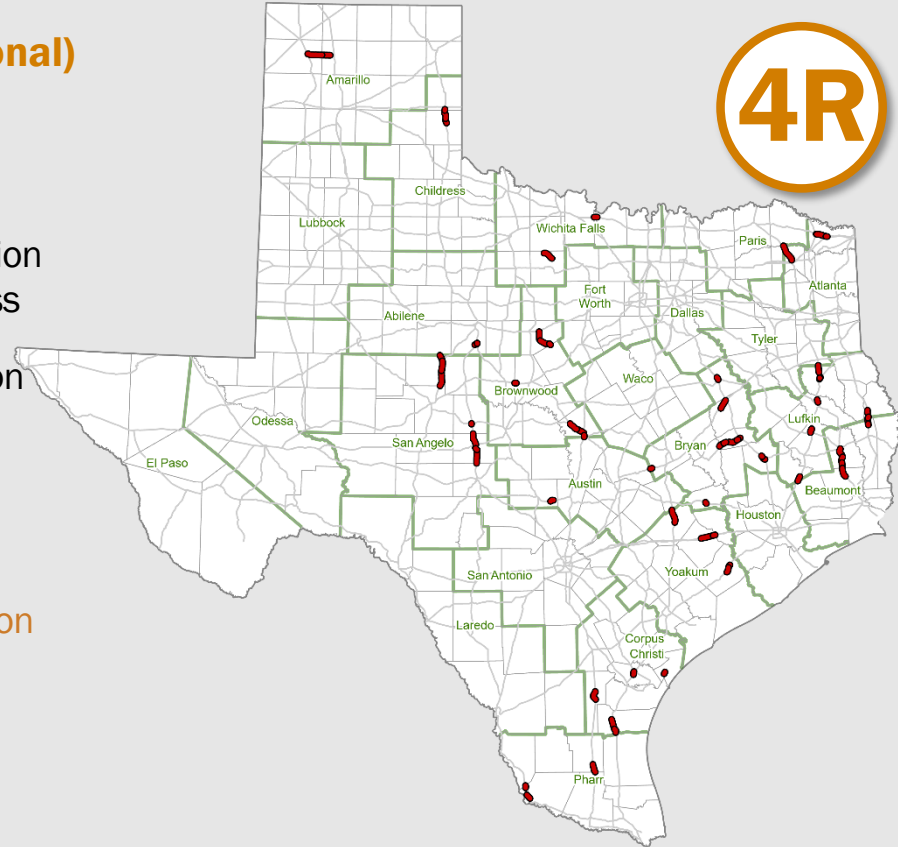 onal)
4R
ion
ss
on
on
Amarillo
Childress
Lubbock
Wichita Falls
Paris
Atlanta
Fort
Worth
Dallas
Abilene
Tyler
Waco
Brownwood
Odessa
San Angelo
Lufkin
Bryan
El Paso
Austin
Beaumont
Houston
San Antonio
Yoakum
Laredo
Corpus
Christi
Pharr